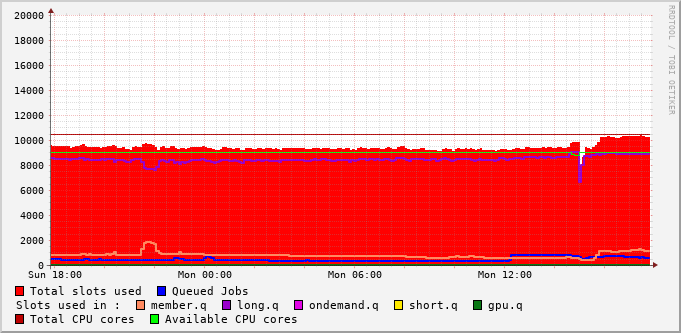 RRDTOOL / TOBI OETIKER
20000
18000
16000
14000
12000
10000
8000
6000
4000
2000
0
Sun 18:00 Mon 00:00 Mon 06:00 Mon 12:00
Total slots used Queued Jobs
Slots used in : member.q long.q ondemand.q short.q gpu.q
Total CPU cores Available CPU cores